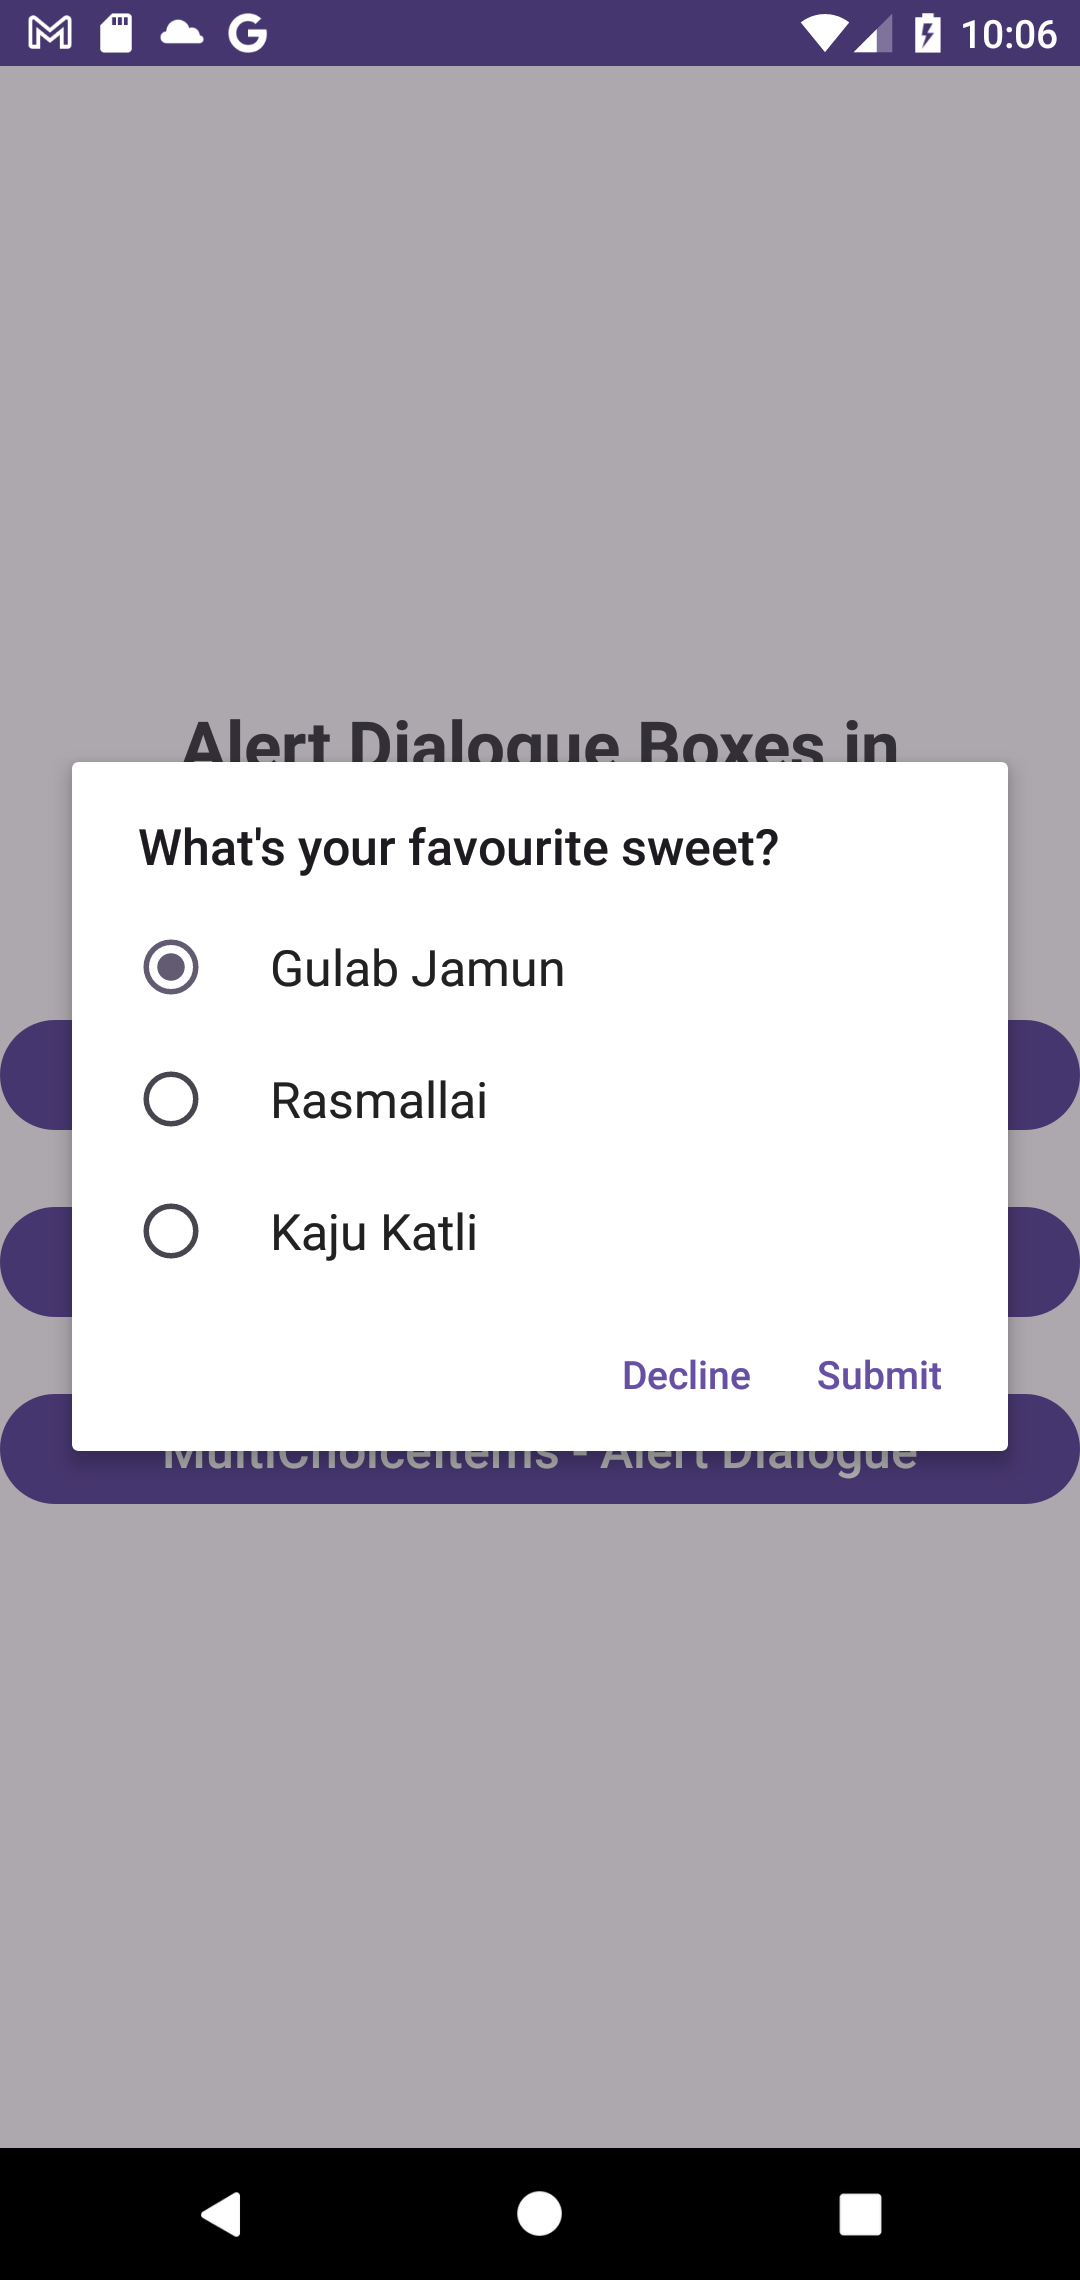 10:06
Alert Dialogue Boxes in
What's your favourite sweet?
Gulab Jamun
Rasmallai
Kaju Katli
Decline Submit
MultiChoiceItems - Alert Dialogue